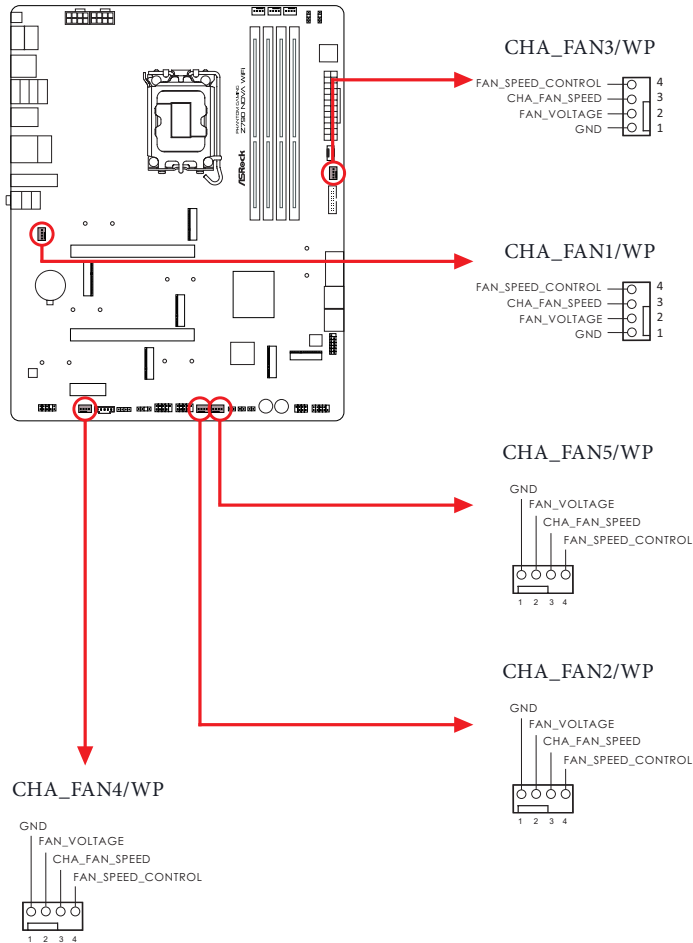 PHANTOM GAMING
Z790 NOVA WIFI
ASRock
CHA_FAN3/WP
FAN_SPEED_CONTROL 4
CHA_FAN_SPEED 3
FAN_VOLTAGE 2
GND 1
CHA_FAN1/WP
FAN_SPEED_CONTROL 4
CHA_FAN_SPEED 3
FAN_VOLTAGE 2
GND 1
CHA_FAN5/WP
GND
FAN_VOLTAGE
CHA_FAN_SPEED
FAN_SPEED_CONTROL
1 2 3 4
CHA_FAN2/WP
GND
FAN_VOLTAGE
CHA_FAN_SPEED
FAN_SPEED_CONTROL
1 2 3 4
CHA_FAN4/WP
GND
FAN_VOLTAGE
CHA_FAN_SPEED
FAN_SPEED_CONTROL
1 2 3 4